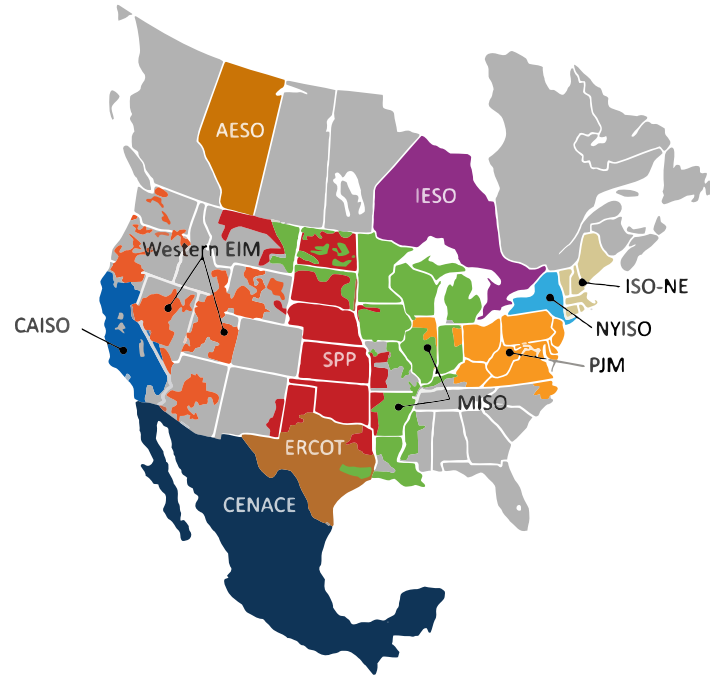 AESO
IESO
Western EIM
ISO-NE
CAISO
NYISO
SPP
PJM
MISO
ERCOT
CENACE